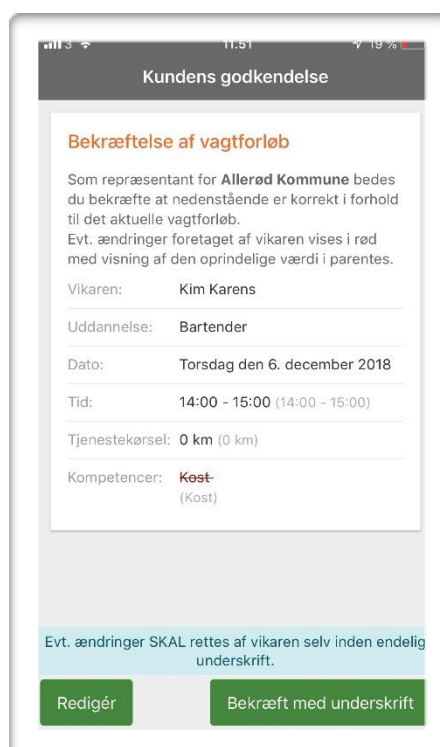 3 11.51 19 %
Kundens godkendelse
Bekræftelse af vagtforløb
Som repræsentant for Allerød Kommune bedes
du bekræfte at nedenstående er korrekt i forhold
til det aktuelle vagtforløb.
Evt. ændringer foretaget af vikaren vises i rød
med visning af den oprindelige værdi i parentes.
Vikaren: Kim Karens
Uddannelse: Bartender
Dato: Torsdag den 6. december 2018
Tid: 14:00 - 15:00 (14:00 - 15:00)
Tjenestekørsel: 0 km (0 km)
Kompetencer: Kost
(Kost)
Evt. ændringer SKAL rettes af vikaren selv inden endelig
underskrift.
Redigér Bekræft med underskrift